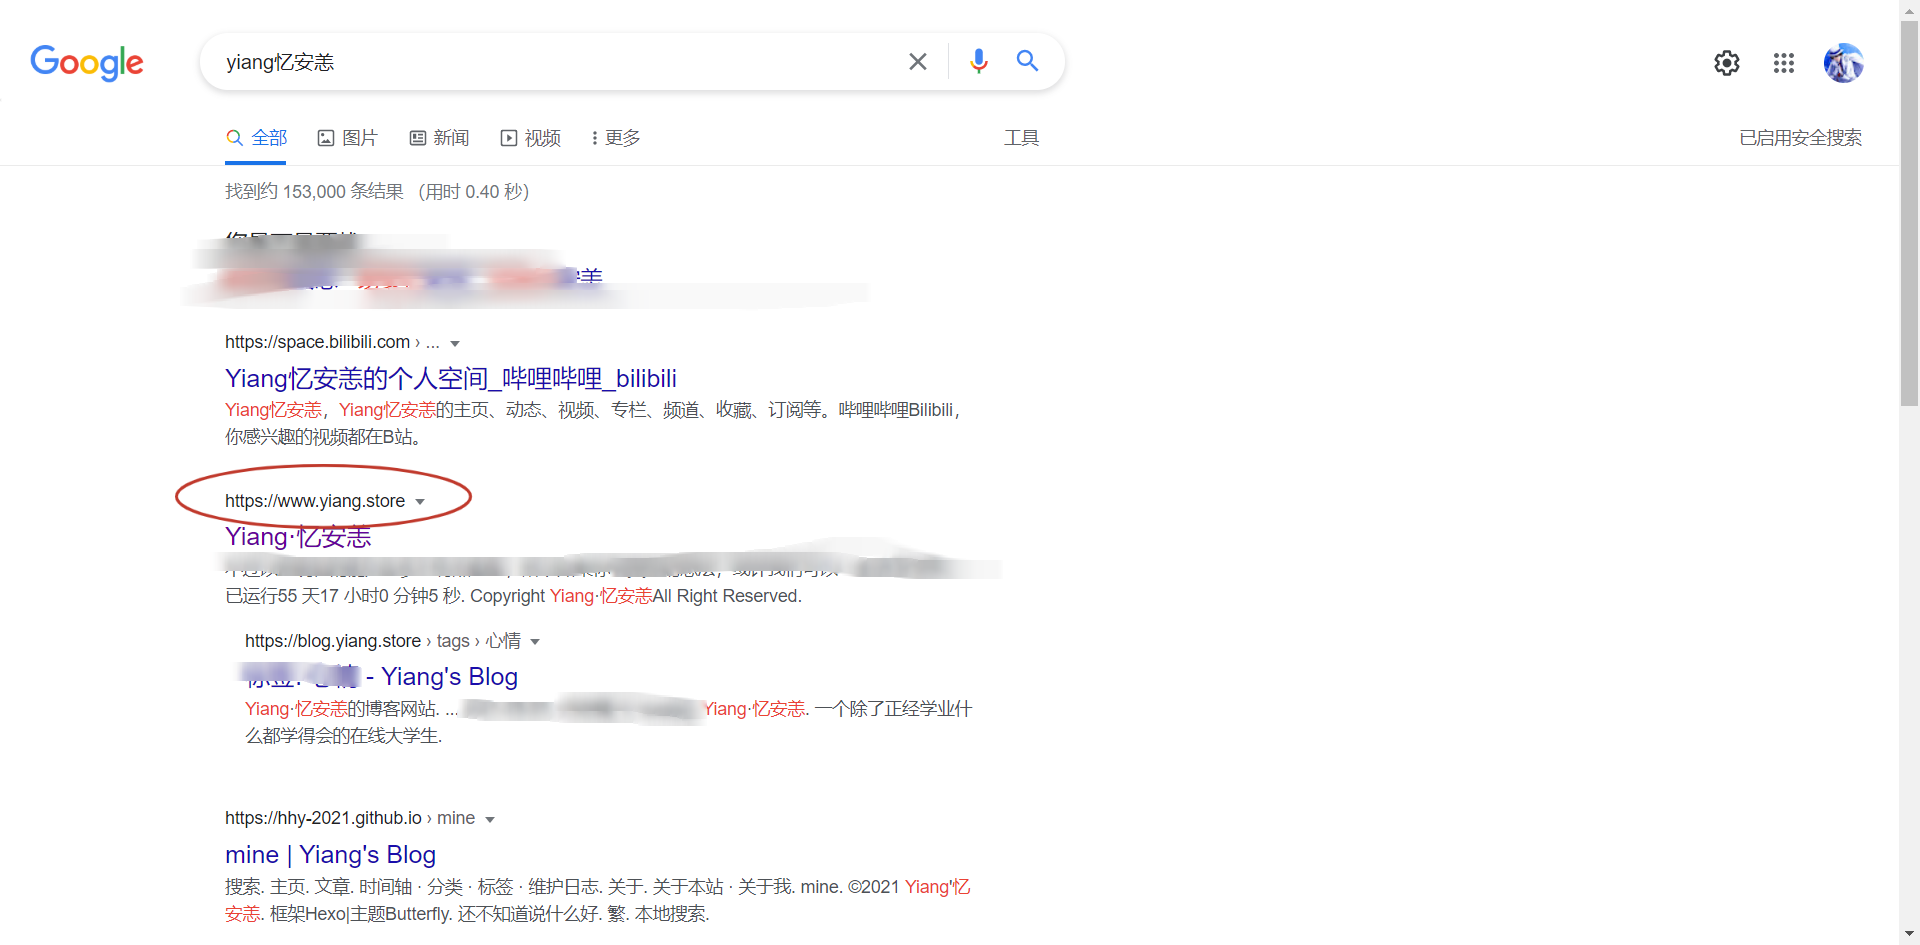 Google
yiang忆安恙
全部 图片 新闻 视频 更多 工具 已启用安全搜索
找到约 153,000 条结果 （用时 0.40 秒）
https://space.bilibili.com › ...
Yiang忆安恙的个人空间_哔哩哔哩_bilibili
Yiang忆安恙，Yiang忆安恙的主页、动态、视频、专栏、频道、收藏、订阅等。哔哩哔哩Bilibili，
你感兴趣的视频都在B站。
https://www.yiang.store
Yiang·忆安恙
已运行55 天17 小时0 分钟5 秒. Copyright Yiang·忆安恙All Right Reserved.
https://blog.yiang.store › tags › 心情
- Yiang's Blog
Yiang·忆安恙的博客网站. ... Yiang·忆安恙. 一个除了正经学业什
么都学得会的在线大学生.
https://hhy-2021.github.io › mine
mine | Yiang's Blog
搜索. 主页. 文章. 时间轴 · 分类 · 标签 · 维护日志. 关于. 关于本站 · 关于我. mine. ©2021 Yiang'忆
安恙. 框架Hexo|主题Butterfly. 还不知道说什么好. 繁. 本地搜索.